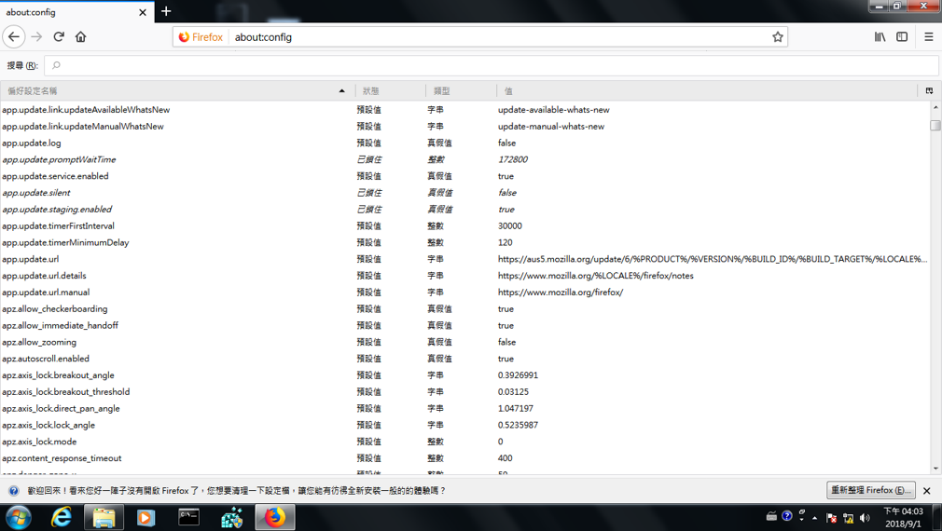 about:config
Firefox about:config
搜尋 (R):
偏好設定名稱 狀態 類型 值
app.update.link.updateAvailableWhatsNew 預設值 字串 update-available-whats-new
app.update.link.updateManualWhatsNew 預設值 字串 update-manual-whats-new
app.update.log 預設值 真假值 false
app.update.promptWaitTime 已鎖住 整數 172800
app.update.service.enabled 預設值 真假值 true
app.update.silent 已鎖住 真假值 false
app.update.staging.enabled 已鎖住 真假值 true
app.update.timerFirstInterval 預設值 整數 30000
app.update.timerMinimumDelay 預設值 整數 120
app.update.url 預設值 字串 https://aus5.mozilla.org/update/6/%PRODUCT%/%VERSION%/%BUILD_ID%/%BUILD_TARGET%/%LOCALE%...
app.update.url.details 預設值 字串 https://www.mozilla.org/%LOCALE%/firefox/notes
app.update.url.manual 預設值 字串 https://www.mozilla.org/firefox/
apz.allow_checkerboarding 預設值 真假值 true
apz.allow_immediate_handoff 預設值 真假值 true
apz.allow_zooming 預設值 真假值 false
apz.autoscroll.enabled 預設值 真假值 true
apz.axis_lock.breakout_angle 預設值 字串 0.3926991
apz.axis_lock.breakout_threshold 預設值 字串 0.03125
apz.axis_lock.direct_pan_angle 預設值 字串 1.047197
apz.axis_lock.lock_angle 預設值 字串 0.5235987
apz.axis_lock.mode 預設值 整數 0
apz.content_response_timeout 預設值 整數 400
歡迎回來！看來您好一陣子沒有開啟 Firefox 了。您想要清理一下設定檔，讓您能有彷彿全新安裝一般的的體驗嗎？ 重新整理 Firefox (E)...
下午 04:03
2018/9/1